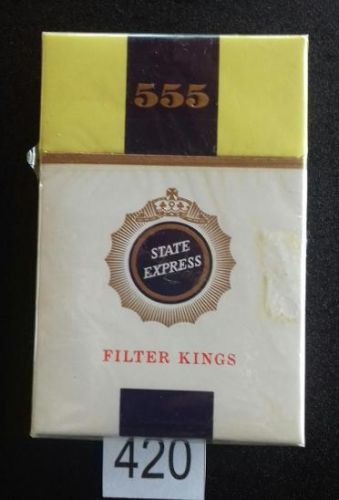 555
STATE
EXPRESS
FILTER KINGS
420